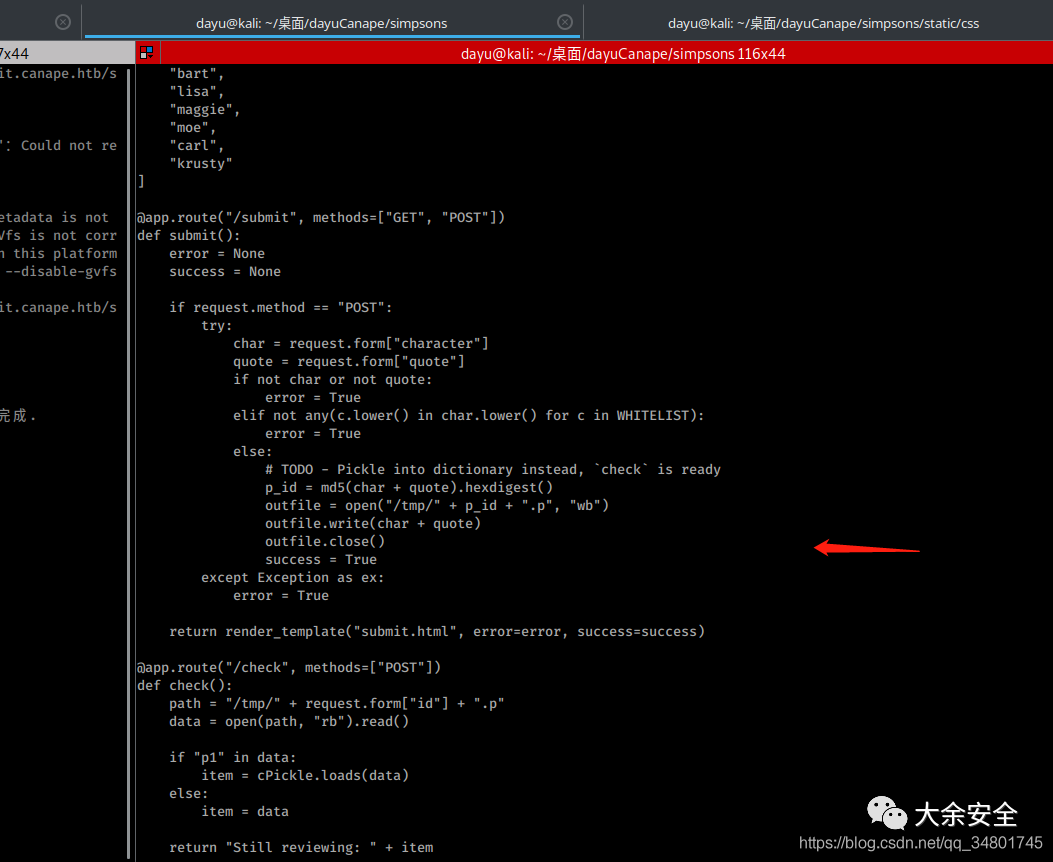 dayu@kali: ~/桌面/dayuCanape/simpsons
dayu@kali: ~/桌面/dayuCanape/simpsons/static/css
7x44
dayu@kali: ~/桌面/dayuCanape/simpsons 116x44
it.canape.htb/s
": Could not re
etadata is not
Vfs is not corr
n this platform
--disable-gvfs
it.canape.htb/s
完成.
"bart",
"lisa",
"maggie",
"moe",
"carl",
"krusty"
]
@app.route("/submit", methods=["GET", "POST"])
def submit():
error = None
success = None
if request.method == "POST":
try:
char = request.form["character"]
quote = request.form["quote"]
if not char or not quote:
error = True
elif not any(c.lower() in char.lower() for c in WHITELIST):
error = True
else:
# TODO - Pickle into dictionary instead, `check` is ready
p_id = md5(char + quote).hexdigest()
outfile = open("/tmp/" + p_id + ".p", "wb")
outfile.write(char + quote)
outfile.close()
success = True
except Exception as ex:
error = True
return render_template("submit.html", error=error, success=success)
@app.route("/check", methods=["POST"])
def check():
path = "/tmp/" + request.form["id"] + ".p"
data = open(path, "rb").read()
if "p1" in data:
item = cPickle.loads(data)
else:
item = data
return "Still reviewing: " + item
大余安全
https://blog.csdn.net/qq_34801745